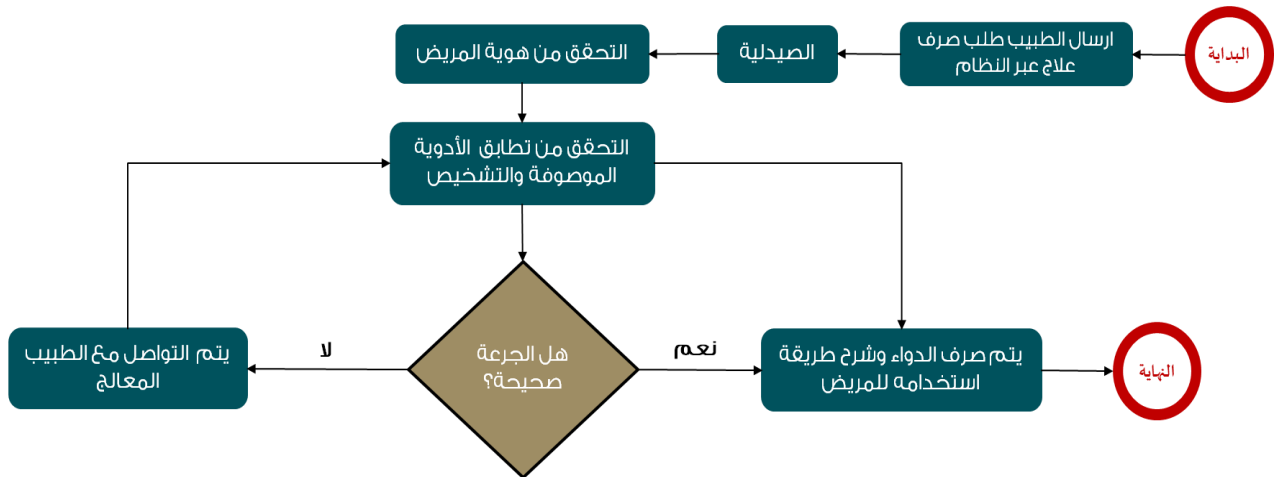 البداية
ارسال الطبيب طلب صرف
علاج عبر النظام
الصيدلية
التحقق من هوية المريض
التحقق من تطابق الأدوية
الموصوفة والتشخيص
هل الجرعة
صحيحة؟
نعم
لا
يتم التواصل مع الطبيب
المعالج
يتم صرف الدواء وشرح طريقة
استخدامه للمريض
النهاية